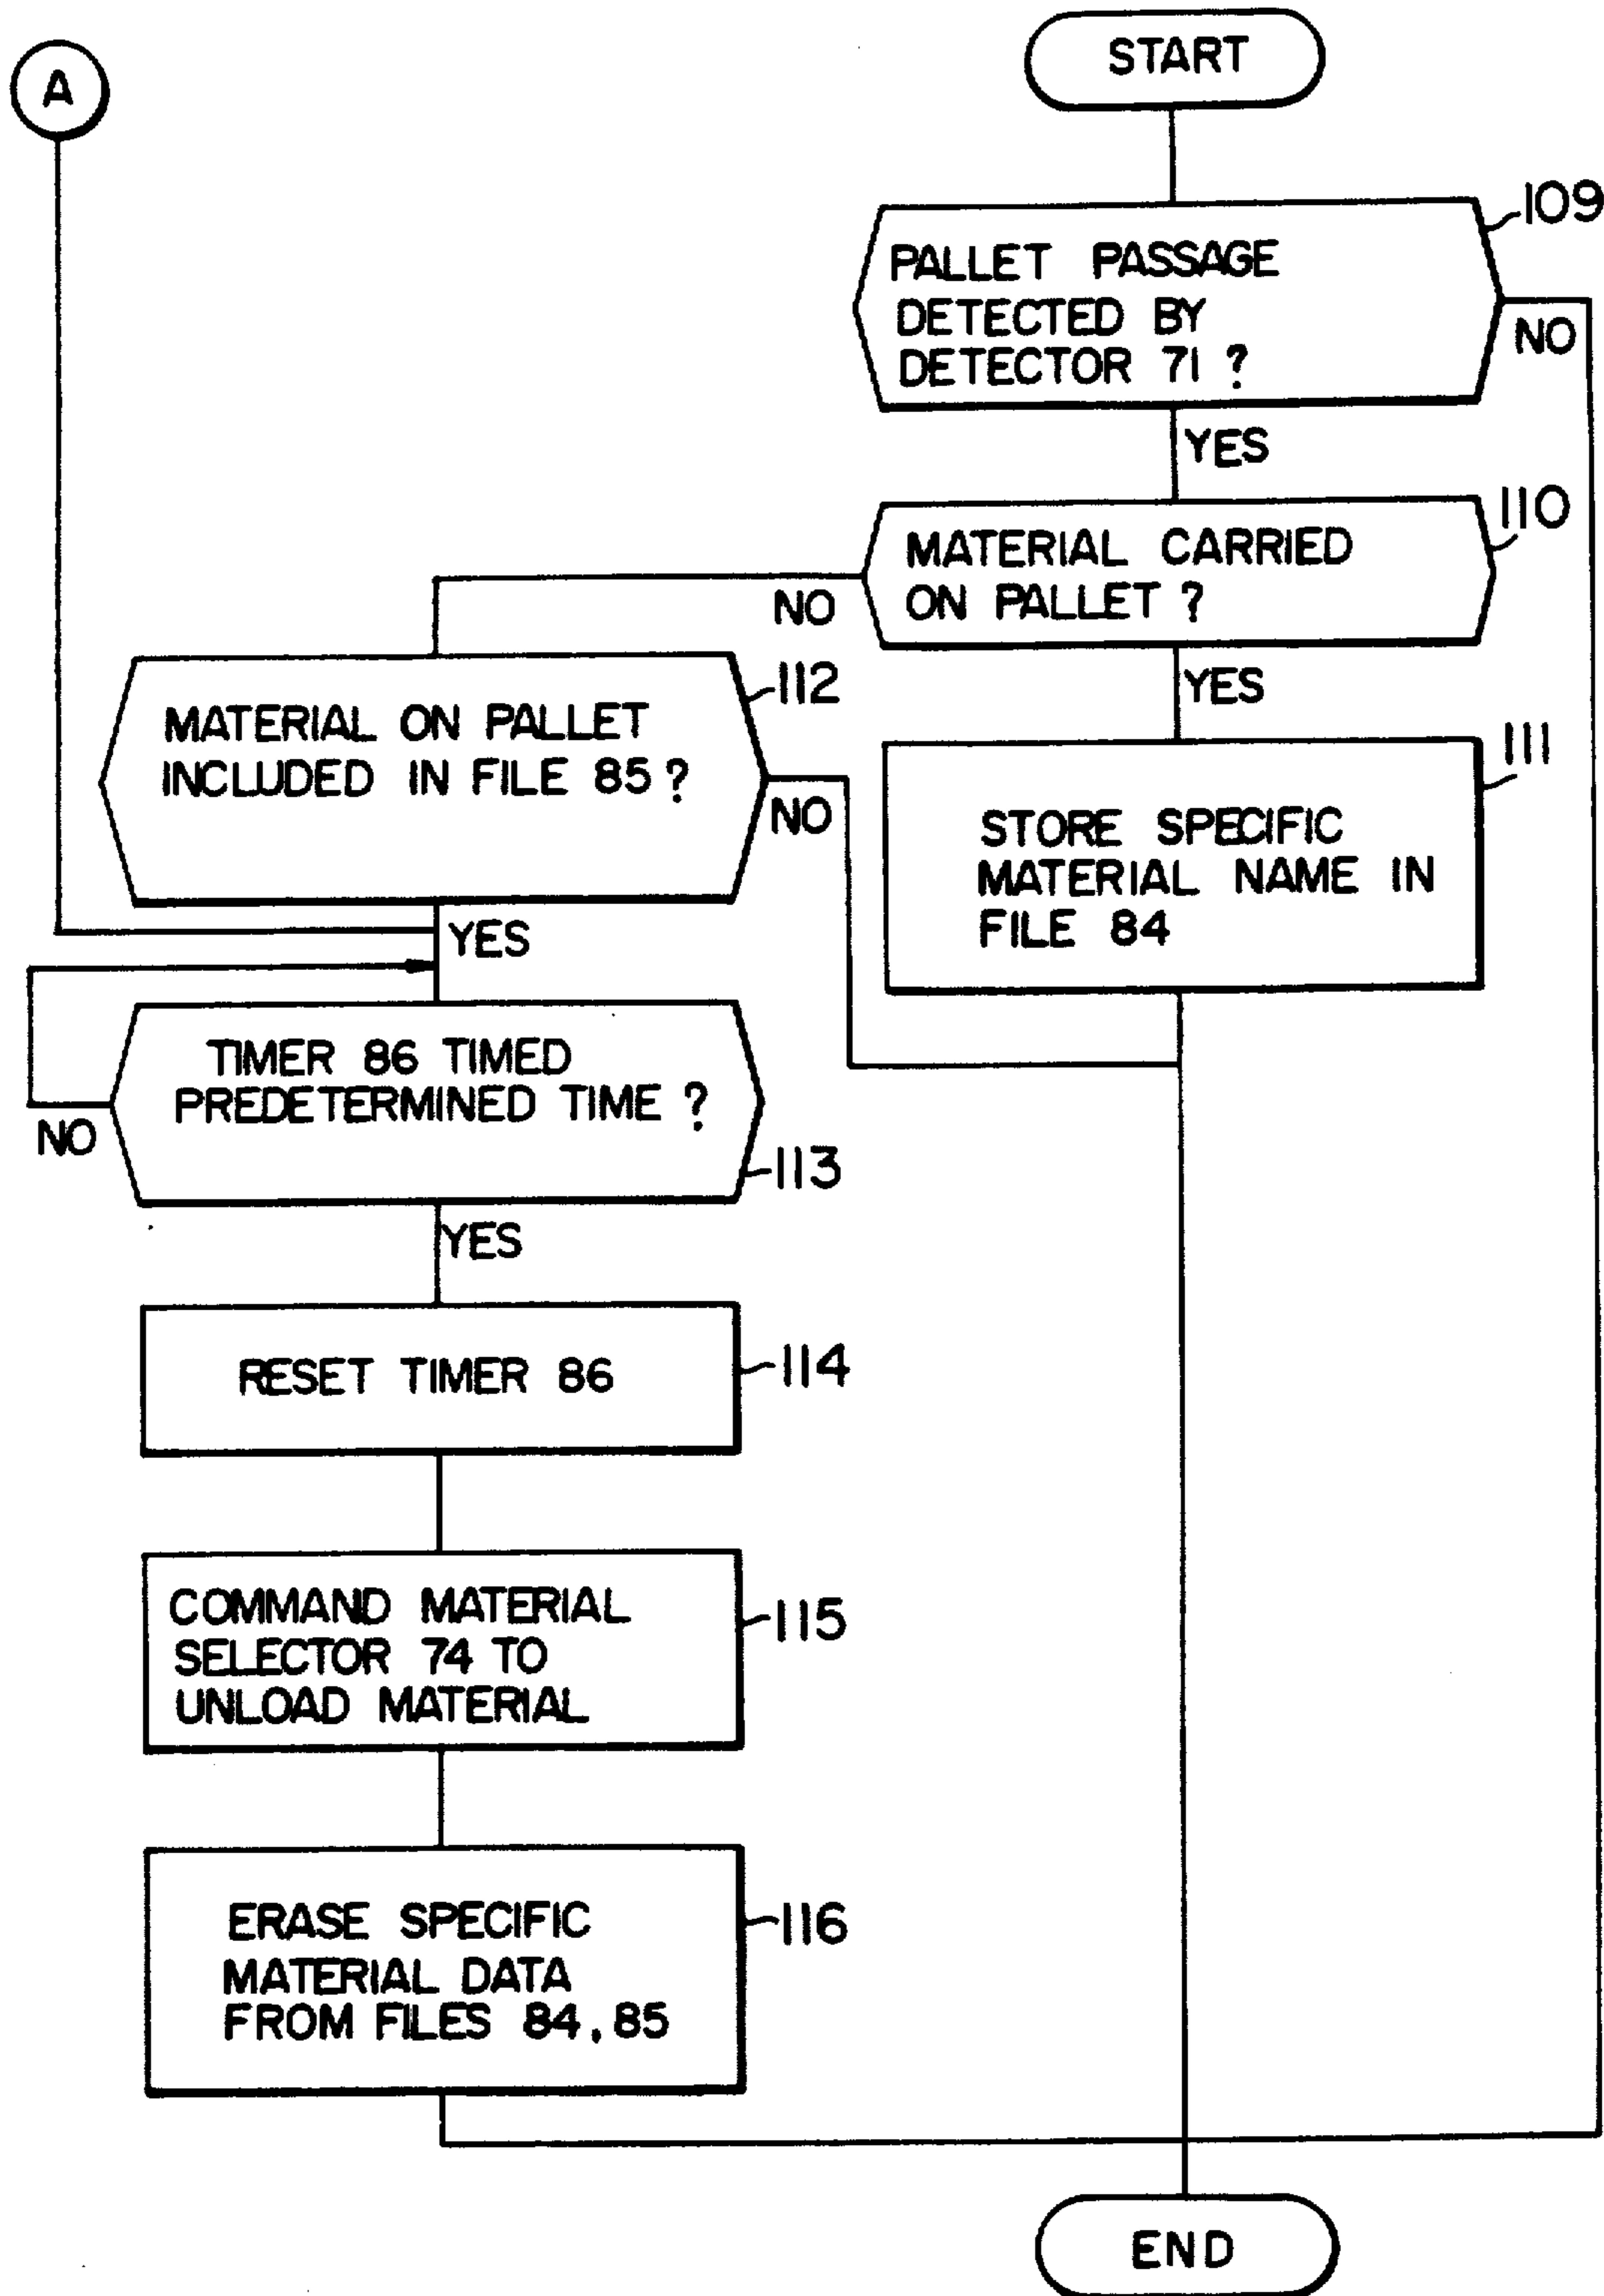 A
START
109
PALLET PASSAGE
DETECTED BY
DETECTOR 71 ?
NO
YES
110
MATERIAL CARRIED
ON PALLET ?
NO
YES
112
MATERIAL ON PALLET
INCLUDED IN FILE 85 ?
NO
YES
111
STORE SPECIFIC
MATERIAL NAME IN
FILE 84
TIMER 86 TIMED
PREDETERMINED TIME ?
NO
113
YES
RESET TIMER 86
114
COMMAND MATERIAL
SELECTOR 74 TO
UNLOAD MATERIAL
115
ERASE SPECIFIC
MATERIAL DATA
FROM FILES 84, 85
116
END